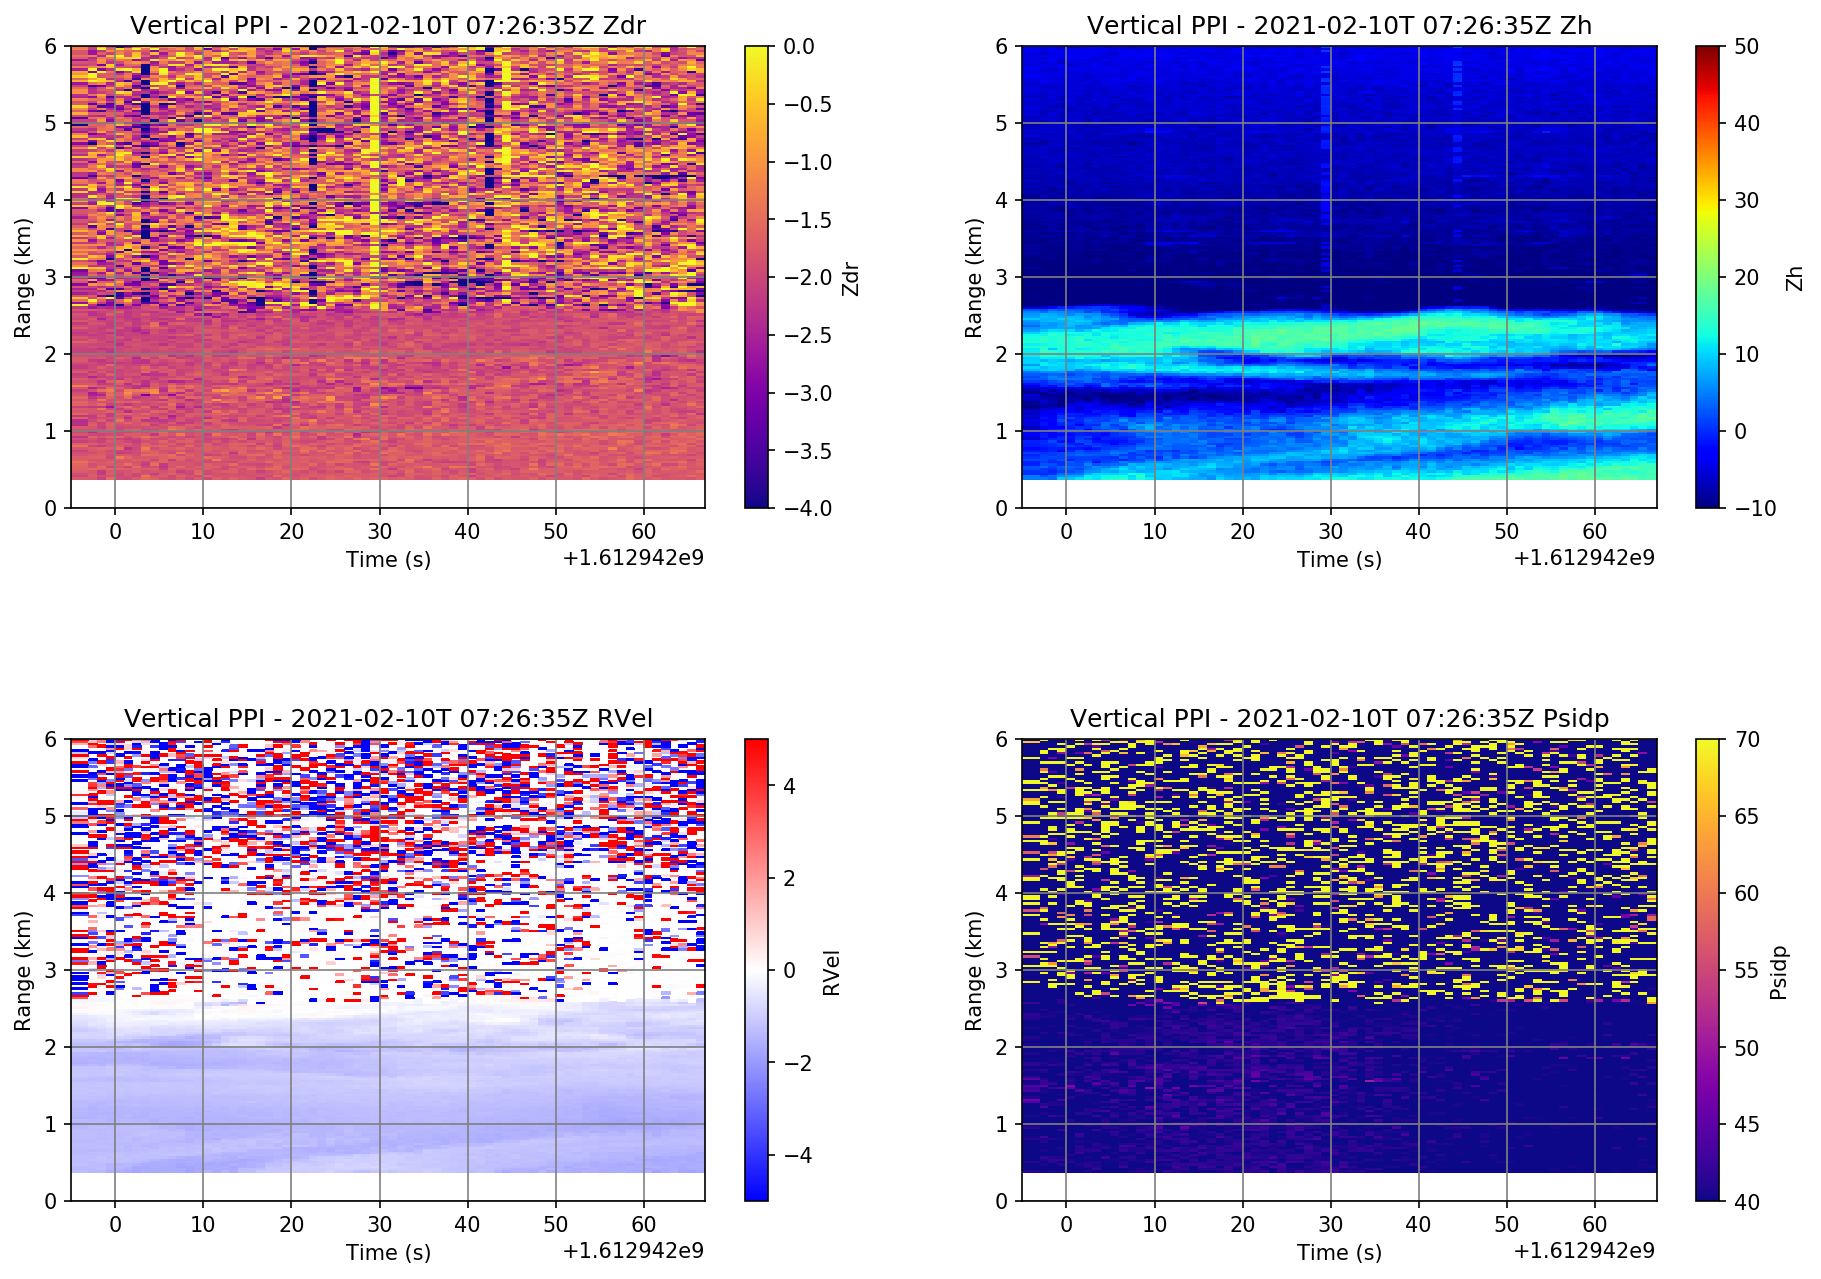 Vertical PPI - 2021-02-10T 07:26:35Z Zdr
6
5
4
3
2
1
0
Range (km)
0 10 20 30 40 50 60
Time (s)
+1.612942e9
0.0
−0.5
−1.0
−1.5
−2.0
−2.5
−3.0
−3.5
−4.0
Zdr
Vertical PPI - 2021-02-10T 07:26:35Z Zh
6
5
4
3
2
1
0
Range (km)
0 10 20 30 40 50 60
Time (s)
+1.612942e9
50
40
30
20
10
0
−10
Zh
Vertical PPI - 2021-02-10T 07:26:35Z RVel
6
5
4
3
2
1
0
Range (km)
0 10 20 30 40 50 60
Time (s)
+1.612942e9
4
2
0
−2
−4
RVel
Vertical PPI - 2021-02-10T 07:26:35Z Psidp
6
5
4
3
2
1
0
Range (km)
0 10 20 30 40 50 60
Time (s)
+1.612942e9
70
65
60
55
50
45
40
Psidp